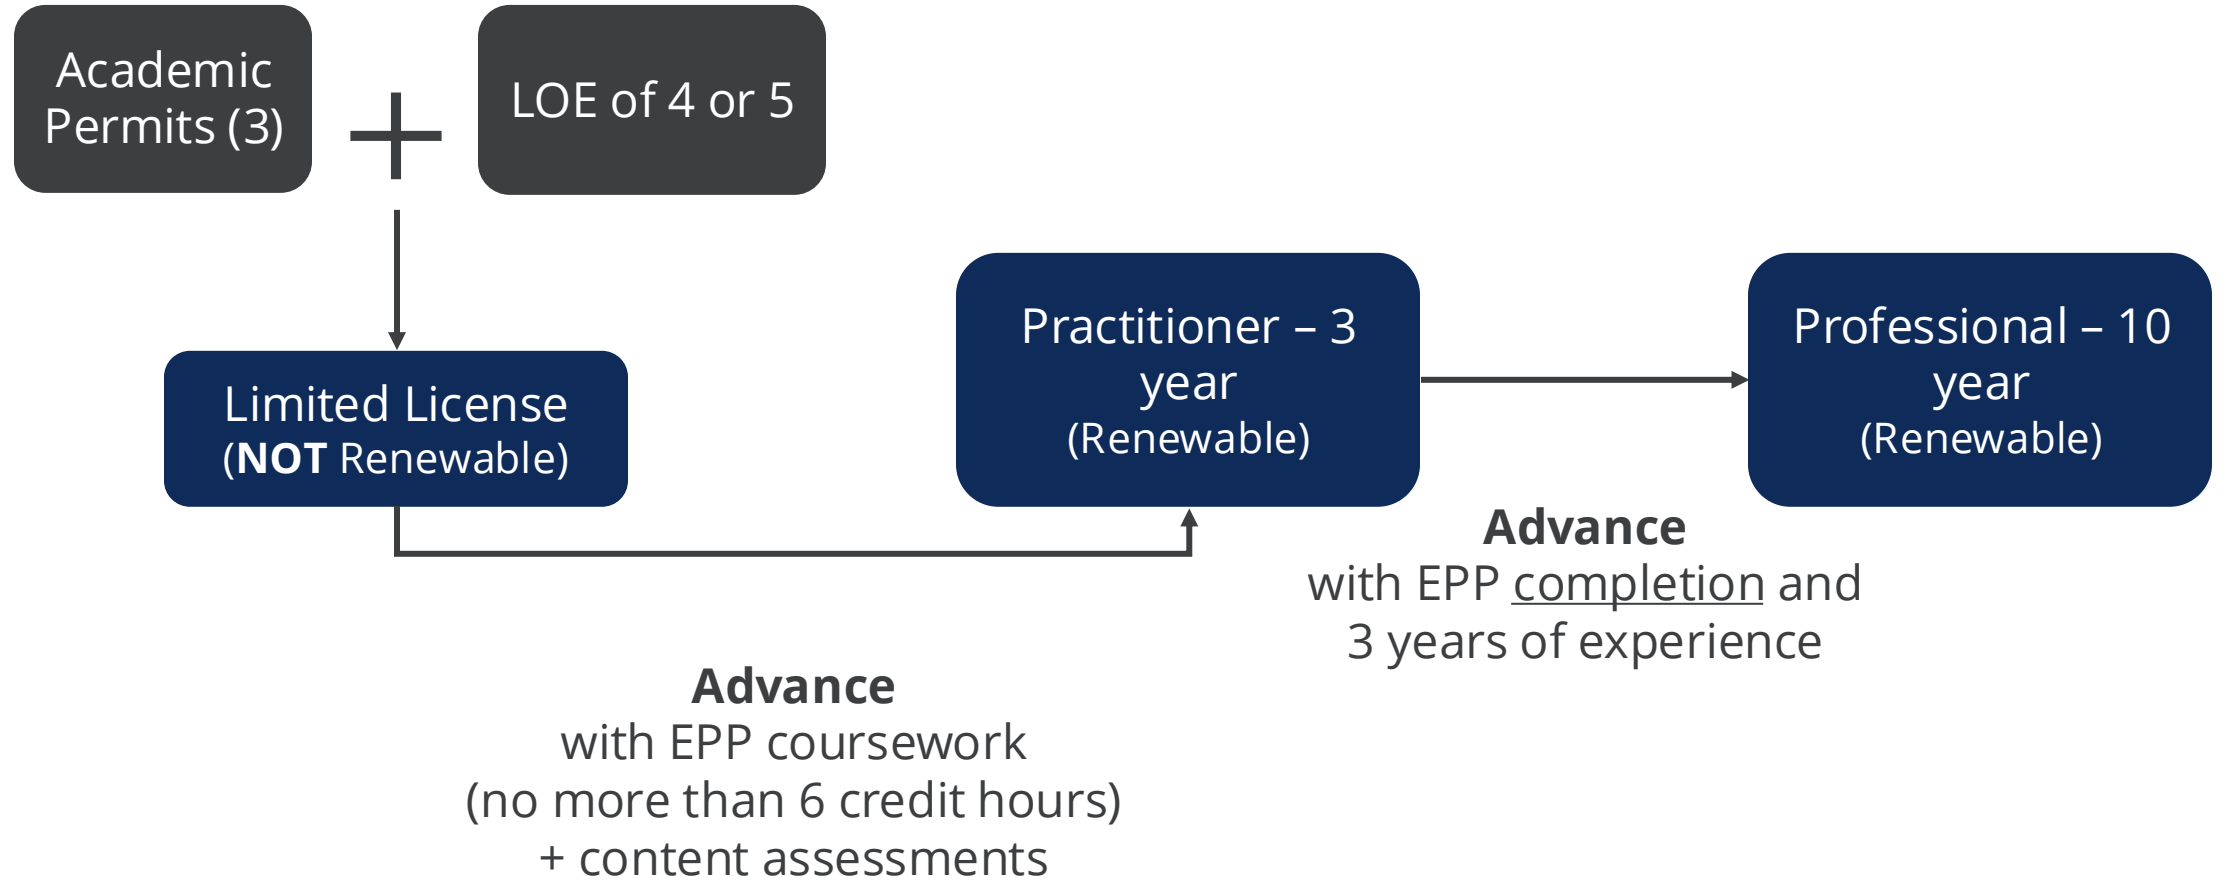 Academic
Permits (3)
LOE of 4 or 5
Limited License
(NOT Renewable)
Practitioner – 3
year
(Renewable)
Professional – 10
year
(Renewable)
Advance
with EPP coursework
(no more than 6 credit hours)
+ content assessments
Advance
with EPP completion and
3 years of experience